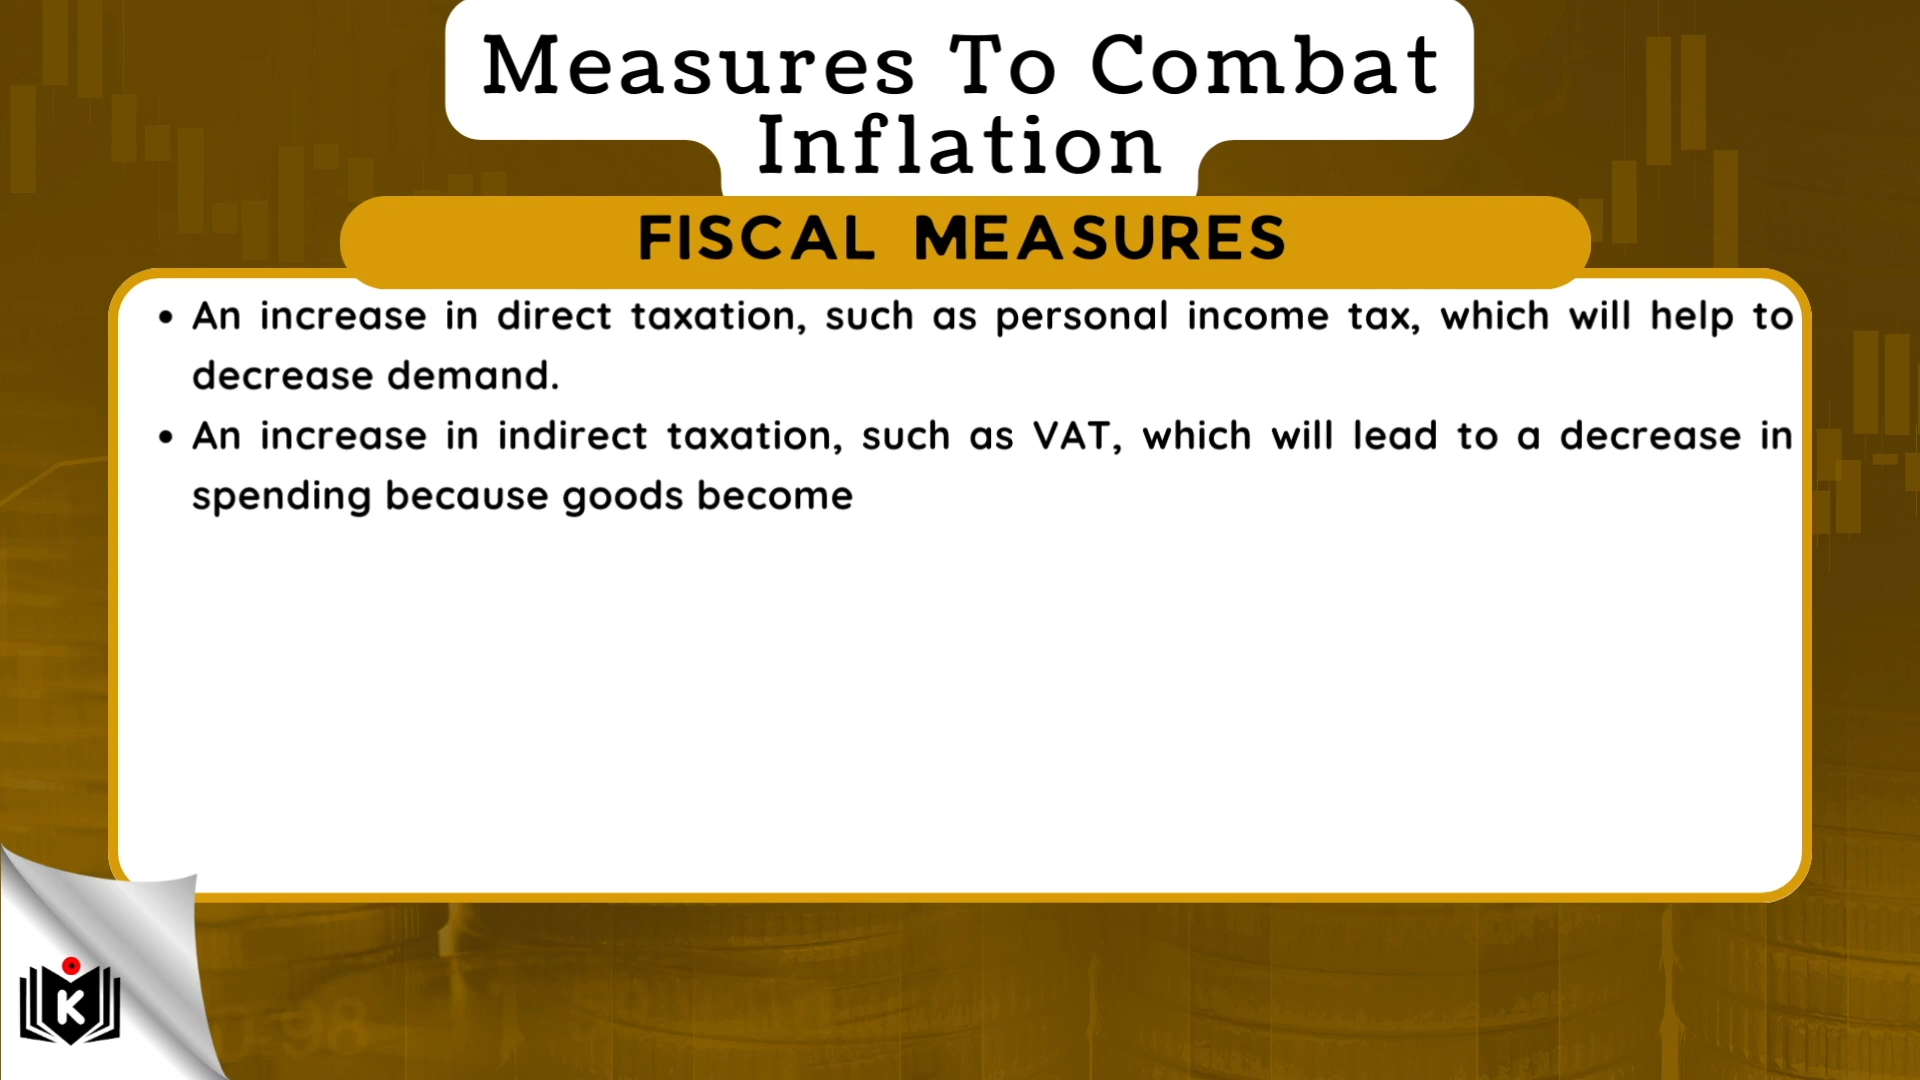 Measures To Combat
Inflation
FISCAL MEASURES
• An increase in direct taxation, such as personal income tax, which will help to
decrease demand.
• An increase in indirect taxation, such as VAT, which will lead to a decrease in
spending because goods become
K
0.98